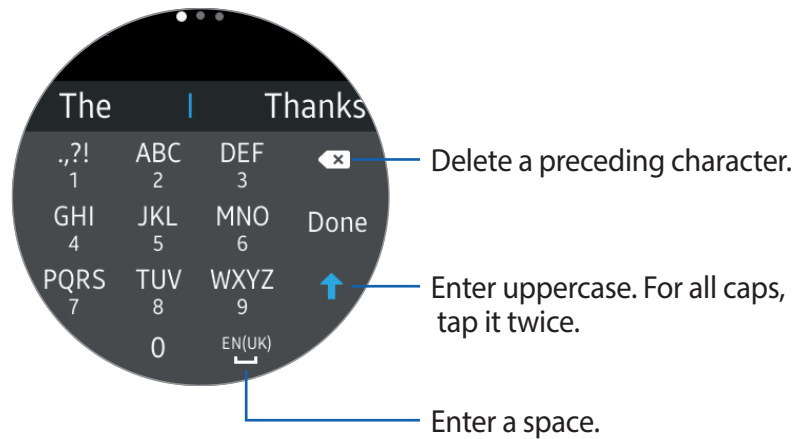 The I Thanks
.,?! ABC DEF
1 2 3
Delete a preceding character.
GHI JKL MNO Done
4 5 6
PQRS TUV WXYZ
7 8 9
Enter uppercase. For all caps,
tap it twice.
0 EN(UK)
Enter a space.